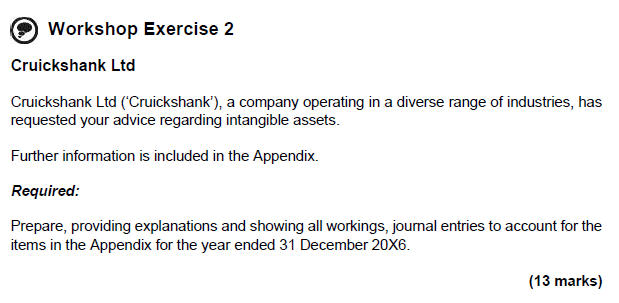 Workshop Exercise 2
Cruickshank Ltd
Cruickshank Ltd (‘Cruickshank’), a company operating in a diverse range of industries, has
requested your advice regarding intangible assets.
Further information is included in the Appendix.
Required:
Prepare, providing explanations and showing all workings, journal entries to account for the
items in the Appendix for the year ended 31 December 20X6.
(13 marks)